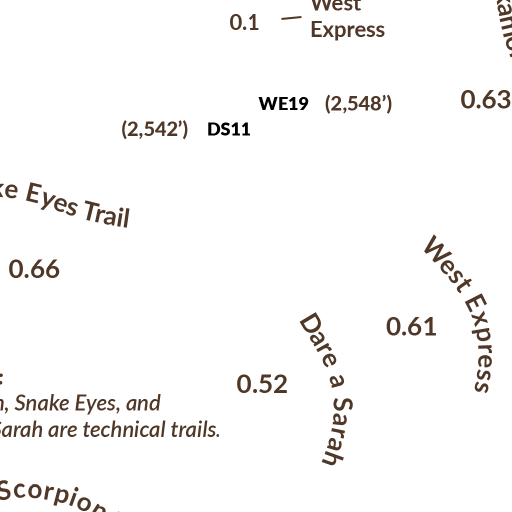 West
0.1 — Express
WE19 (2,548’)
0.63
(2,542’) DS11
Eyes Trail
0.66
West Express
0.61
Dare a Sarah
0.52
Snake Eyes, and
Sarah are technical trails.
Scorpion